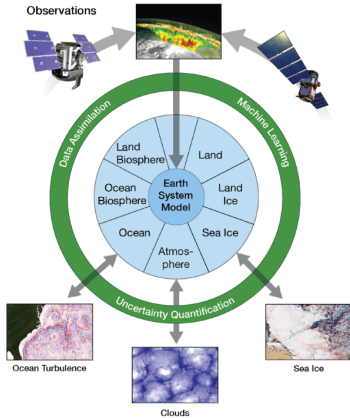 Observations
Data Assimilation
Machine Learning
Land
Biosphere
Land
Ocean
Biosphere
Earth
System
Model
Land
Ice
Ocean
Atmos-
phere
Sea Ice
Uncertainty Quantification
Ocean Turbulence
Clouds
Sea Ice